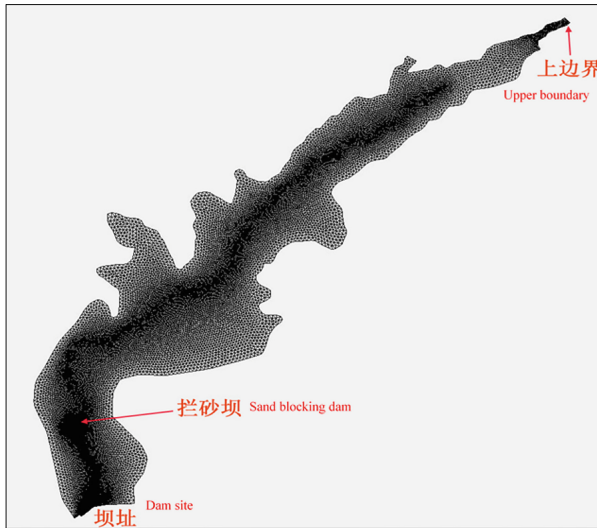 上边界
Upper boundary
拦砂坝 Sand blocking dam
Dam site
坝址